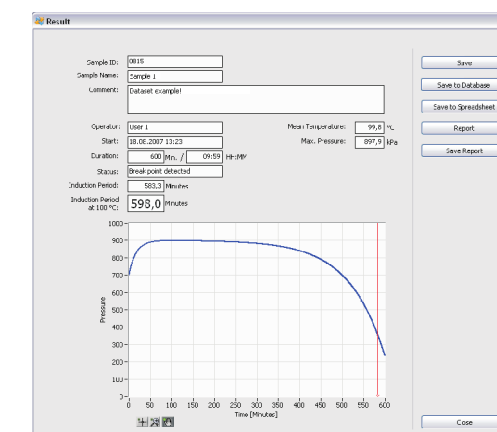 Result
Sample ID: 0815
Sample Name: Sample 1
Comment: Dataset example!
Operator: User 1
Mean Temperature: 99,8 °C
Start: 18.06.2007 13:23
Max. Pressure: 897,9 kPa
Duration: 600 Min. / 09:59 HH:MM
Status: Break point detected
Induction Period: 583,3 Minutes
Induction Period at 100 °C: 598,0 Minutes
1000
900
800
700
600
500
400
300
200
100
0
Pressure
0 50 100 150 200 250 300 350 400 450 500 550 600
Time [Minutes]
Save
Save to Database
Save to Spreadsheet
Report
Save Report
Close